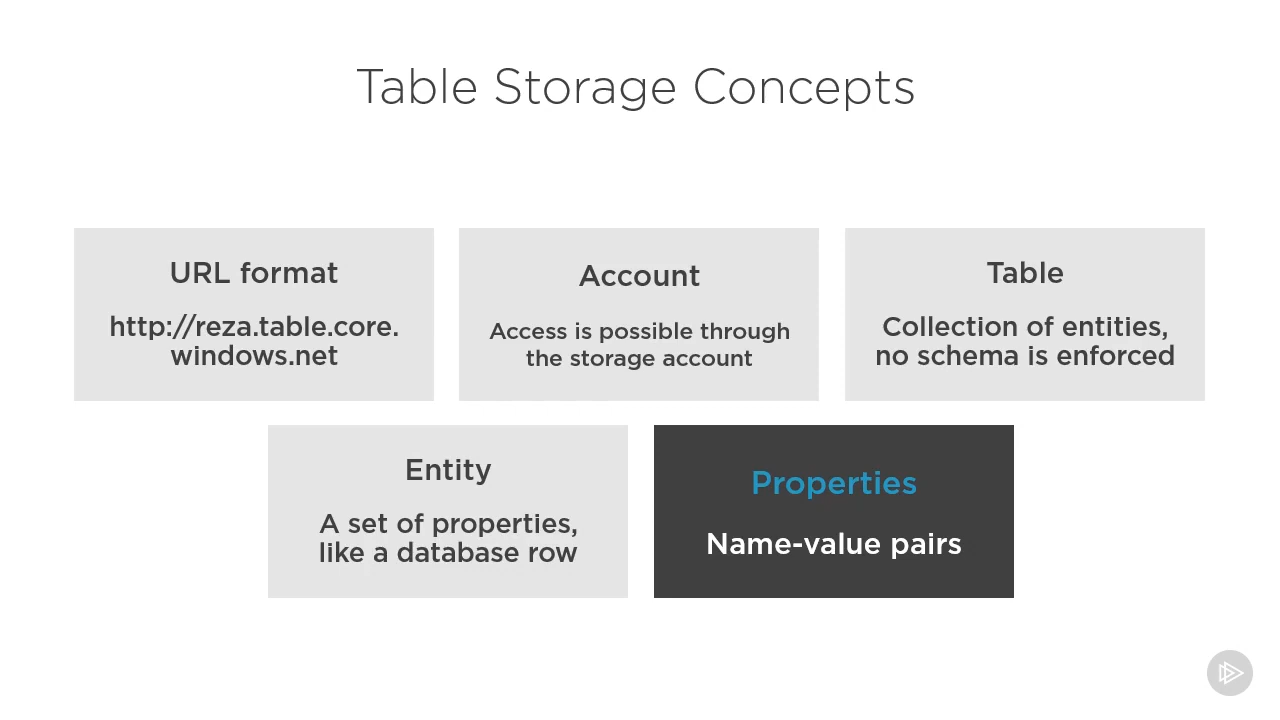 Table Storage Concepts
URL format
http://reza.table.core.
windows.net
Account
Access is possible through
the storage account
Table
Collection of entities,
no schema is enforced
Entity
A set of properties,
like a database row
Properties
Name-value pairs